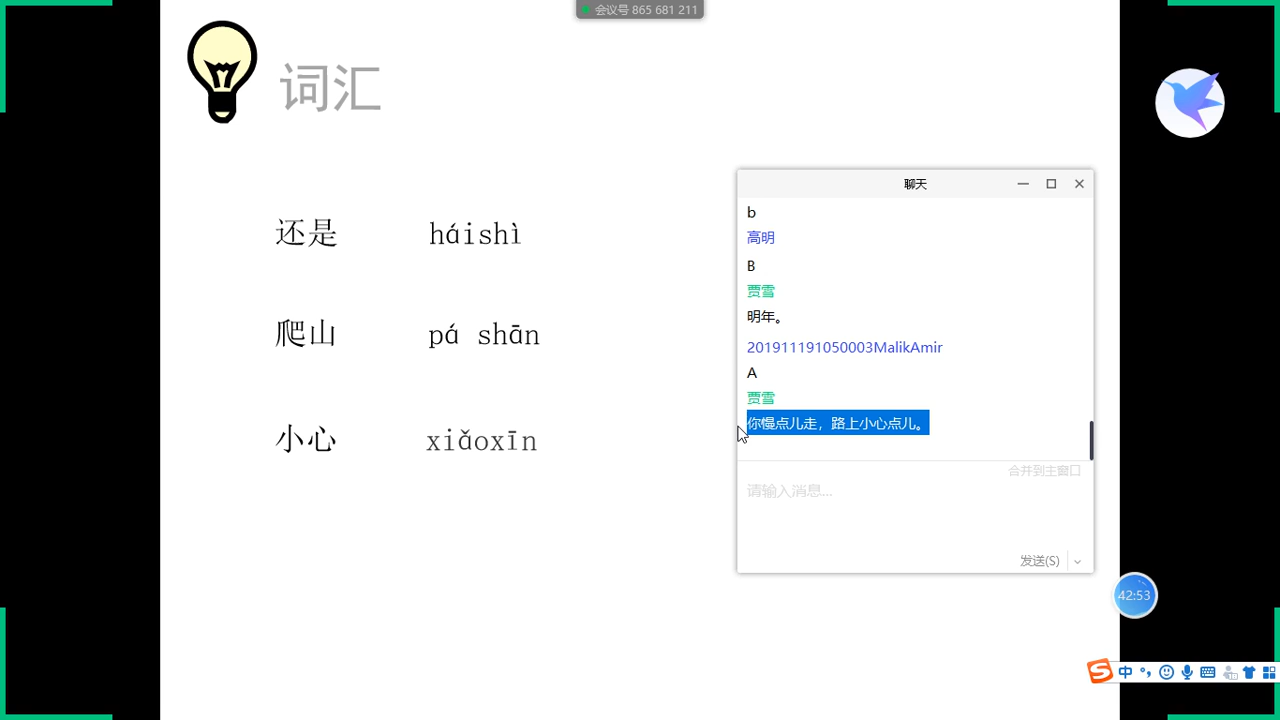 会议号 865 681 211
词汇
还是 háishì
爬山 pá shān
小心 xiǎoxīn
聊天
b
高明
B
贾雪
明年。
201911191050003MalikAmir
A
贾雪
你慢点儿走，路上小心点儿。
合并到主窗口
请输入消息...
发送(S)
42:53
S 中